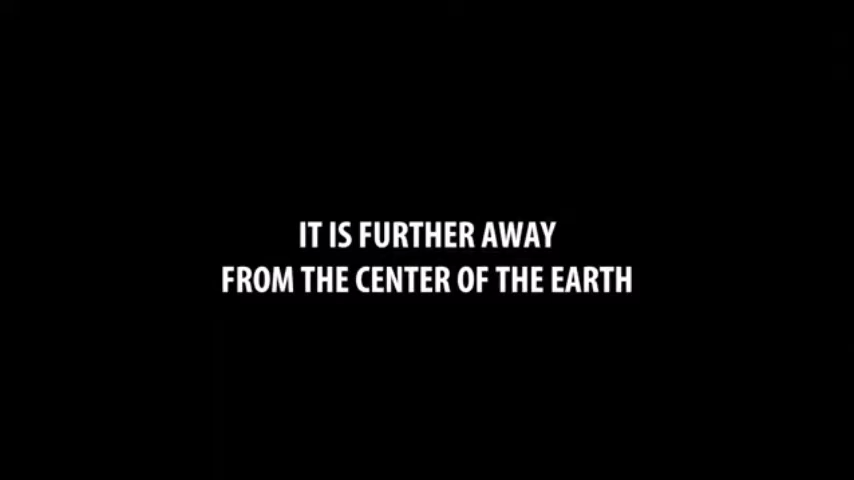 IT IS FURTHER AWAY
FROM THE CENTER OF THE EARTH